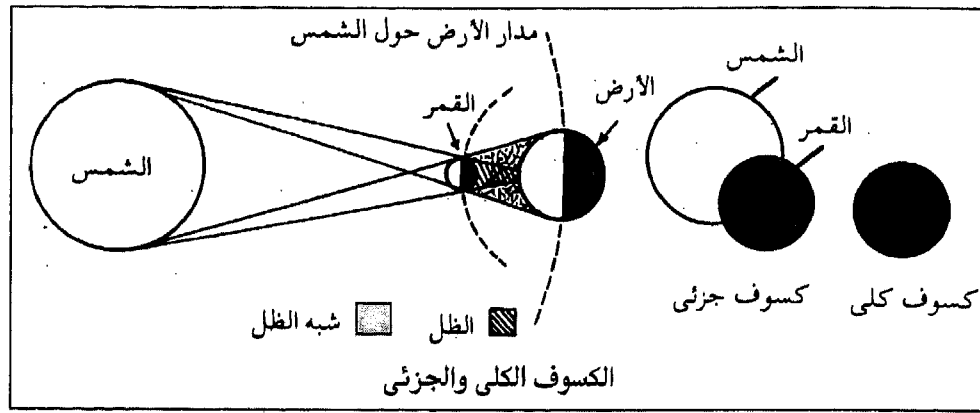 مدار الأرض حول الشمس
الشمس
الأرض
القمر
القمر
الشمس
كسوف جزئى
كسوف كلى
الظل
شبه الظل
الكسوف الكلى والجزئى